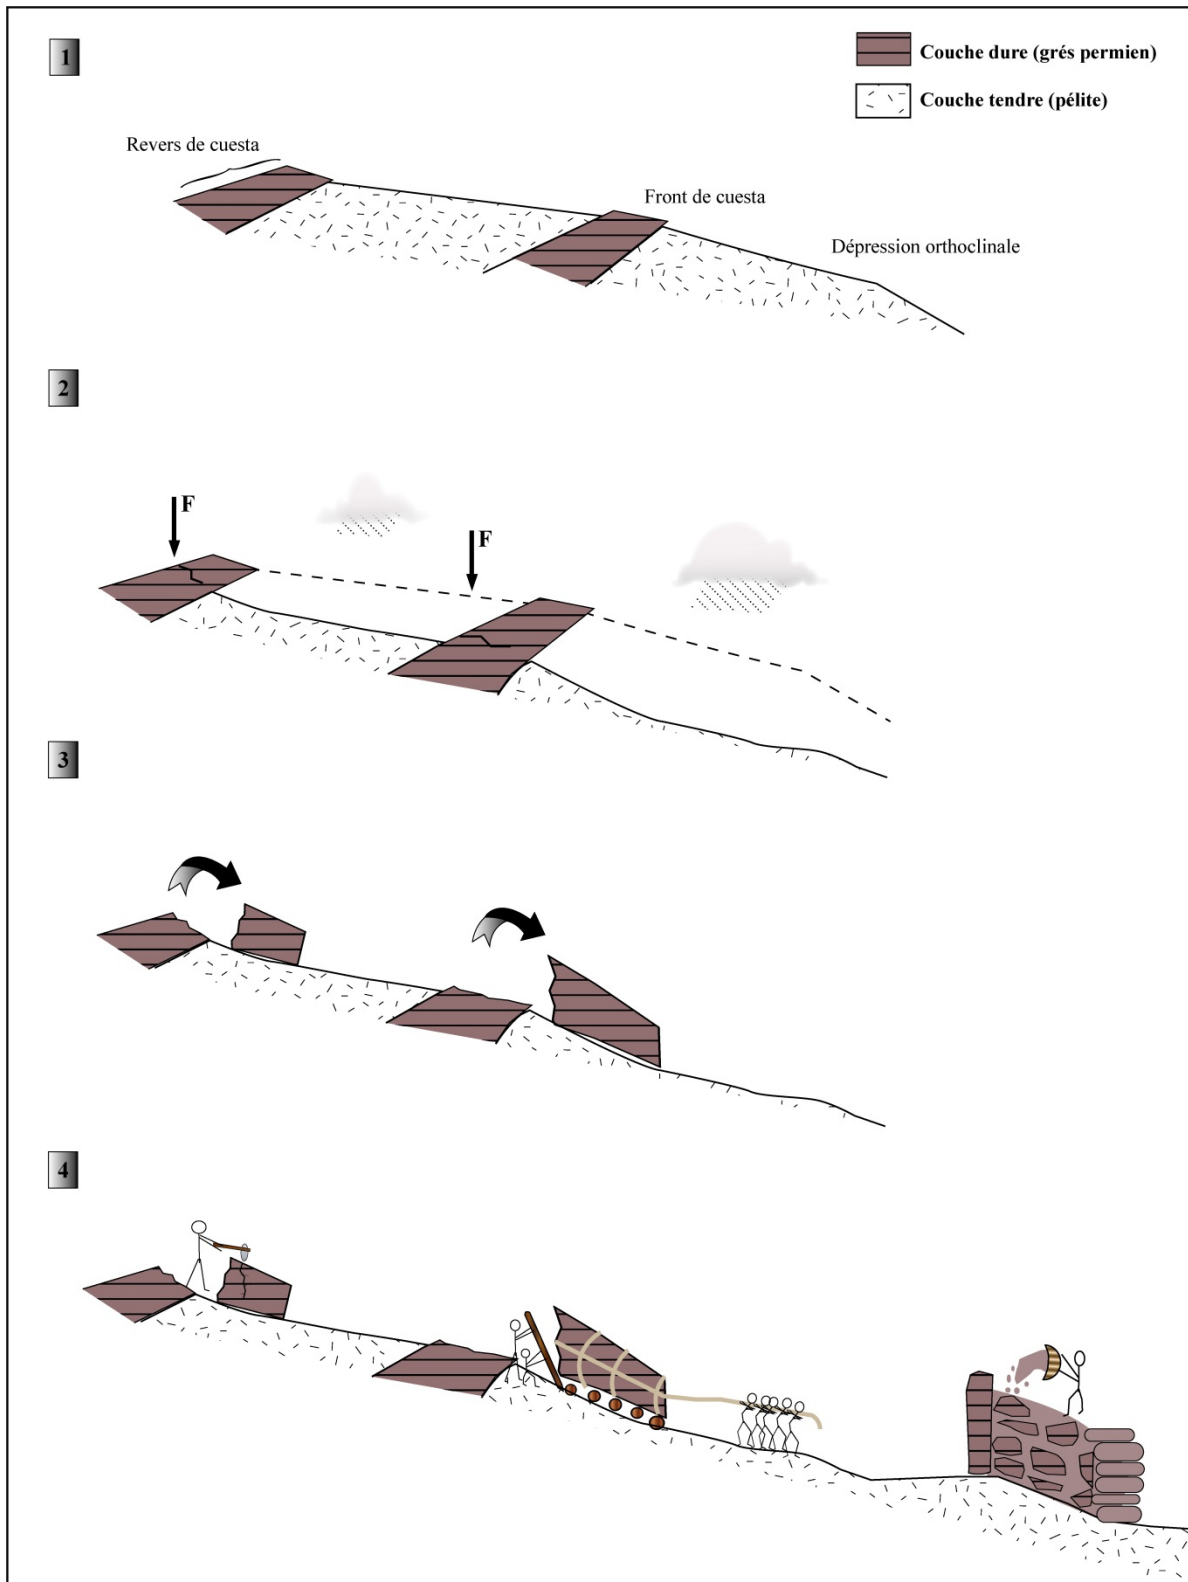 1
Couche dure (grés permien)
Couche tendre (pélite)
Revers de cuesta
Front de cuesta
Dépression orthoclinale
2
F
F
3
4